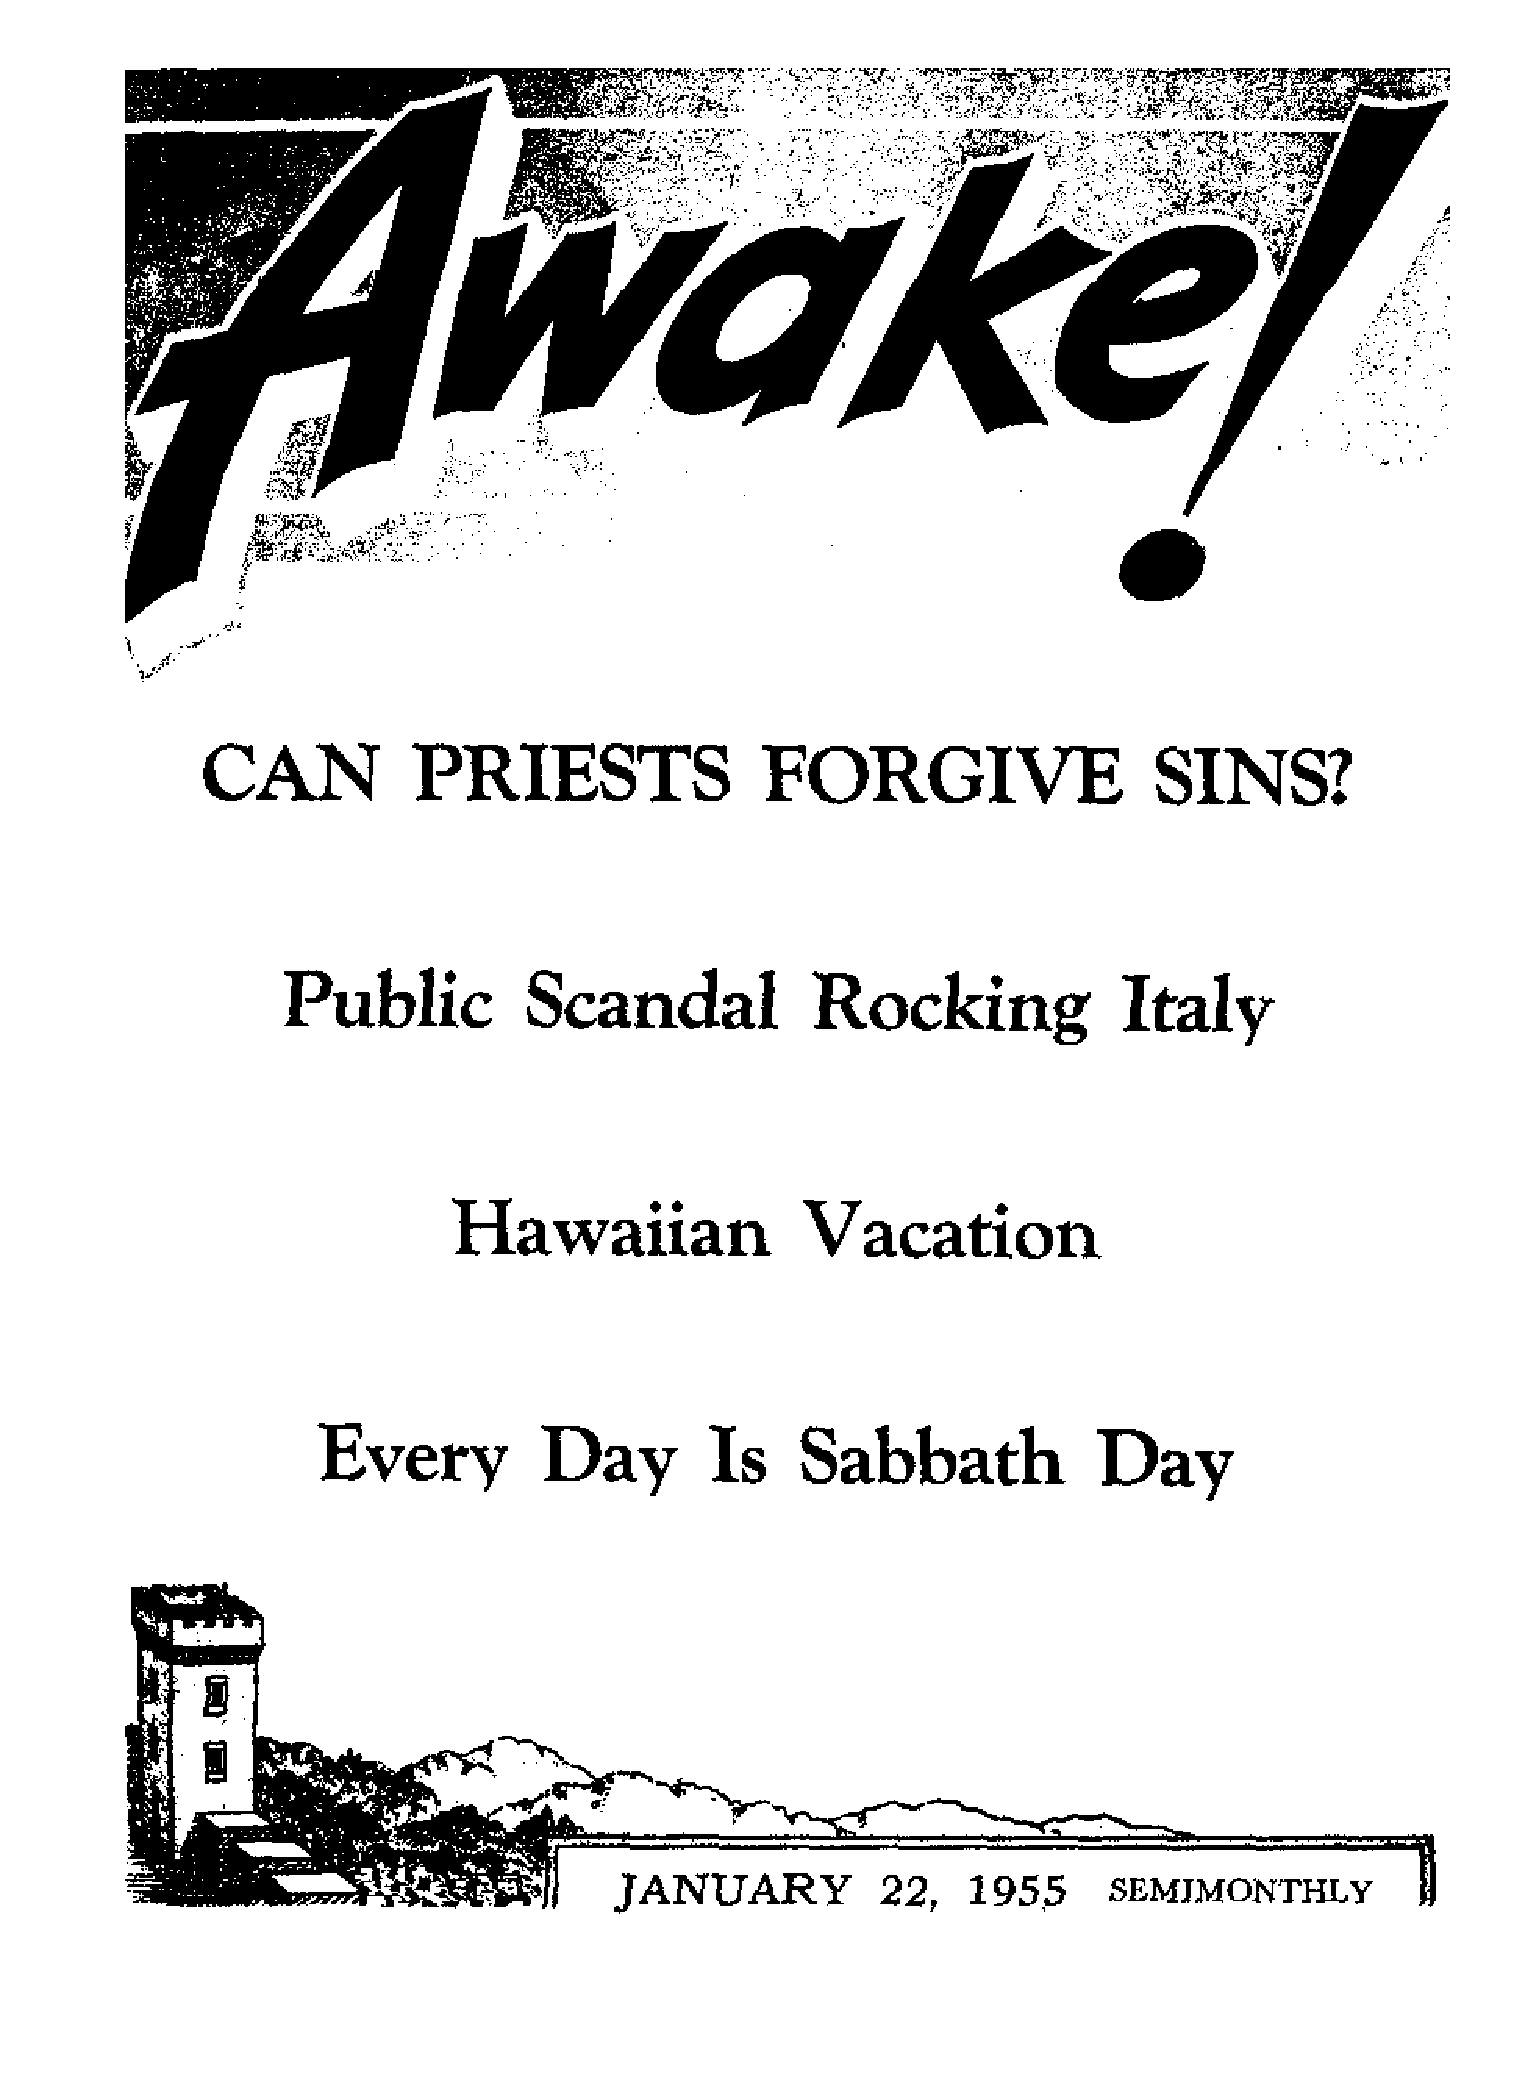 Awake!
CAN PRIESTS FORGIVE SINS?
Public Scandal Rocking Italy
Hawaiian Vacation
Every Day Is Sabbath Day
JANUARY 22, 1955 SEMIMONTHLY